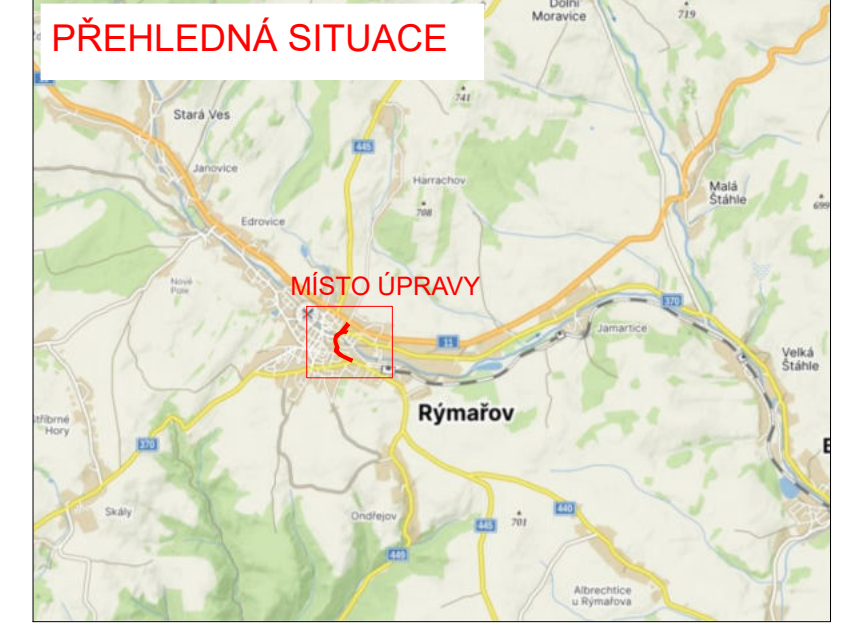 PŘEHLEDNÁ SITUACE
Dolní
Moravice
719
741
Stará Ves
445
Janovice
Harrachov
Malá
Štáhle
708
699
Edrovice
Nové
Pole
MÍSTO ÚPRAVY
370
11
Jamartice
Velká
Štáhle
Rýmařov
Stříbrné
Hory
370
Skály
Ondřejov
445
701
440
449
Albrechtice
u Rýmařova